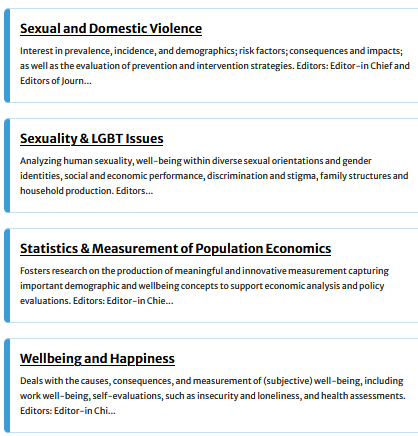 Sexual and Domestic Violence
Interest in prevalence, incidence, and demographics; risk factors; consequences and impacts;
as well as the evaluation of prevention and intervention strategies. Editors: Editor-in Chief and
Editors of Journ...
Sexuality & LGBT Issues
Analyzing human sexuality, well-being within diverse sexual orientations and gender
identities, social and economic performance, discrimination and stigma, family structures and
household production. Editors...
Statistics & Measurement of Population Economics
Fosters research on the production of meaningful and innovative measurement capturing
important demographic and wellbeing concepts to support economic analysis and policy
evaluations. Editors: Editor-in Chie...
Wellbeing and Happiness
Deals with the causes, consequences, and measurement of (subjective) well-being, including
work well-being, self-evaluations, such as insecurity and loneliness, and health assessments.
Editors: Editor-in Chi...